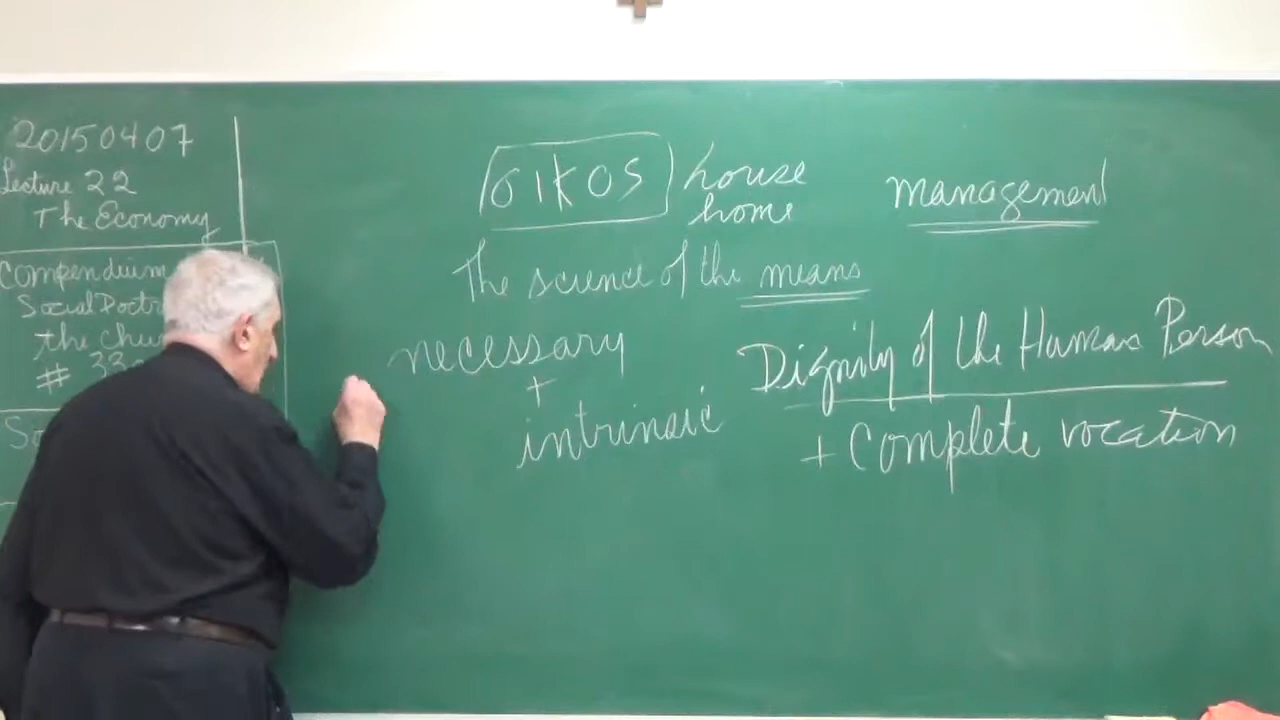 20150407
Lecture 22
The Economy
Compendium
Social Doctr
the chu
# 33
So
οικος house
home
management
The science of the means
necessary
+
intrinsic
Dignity of the Human Person
+ Complete vocation